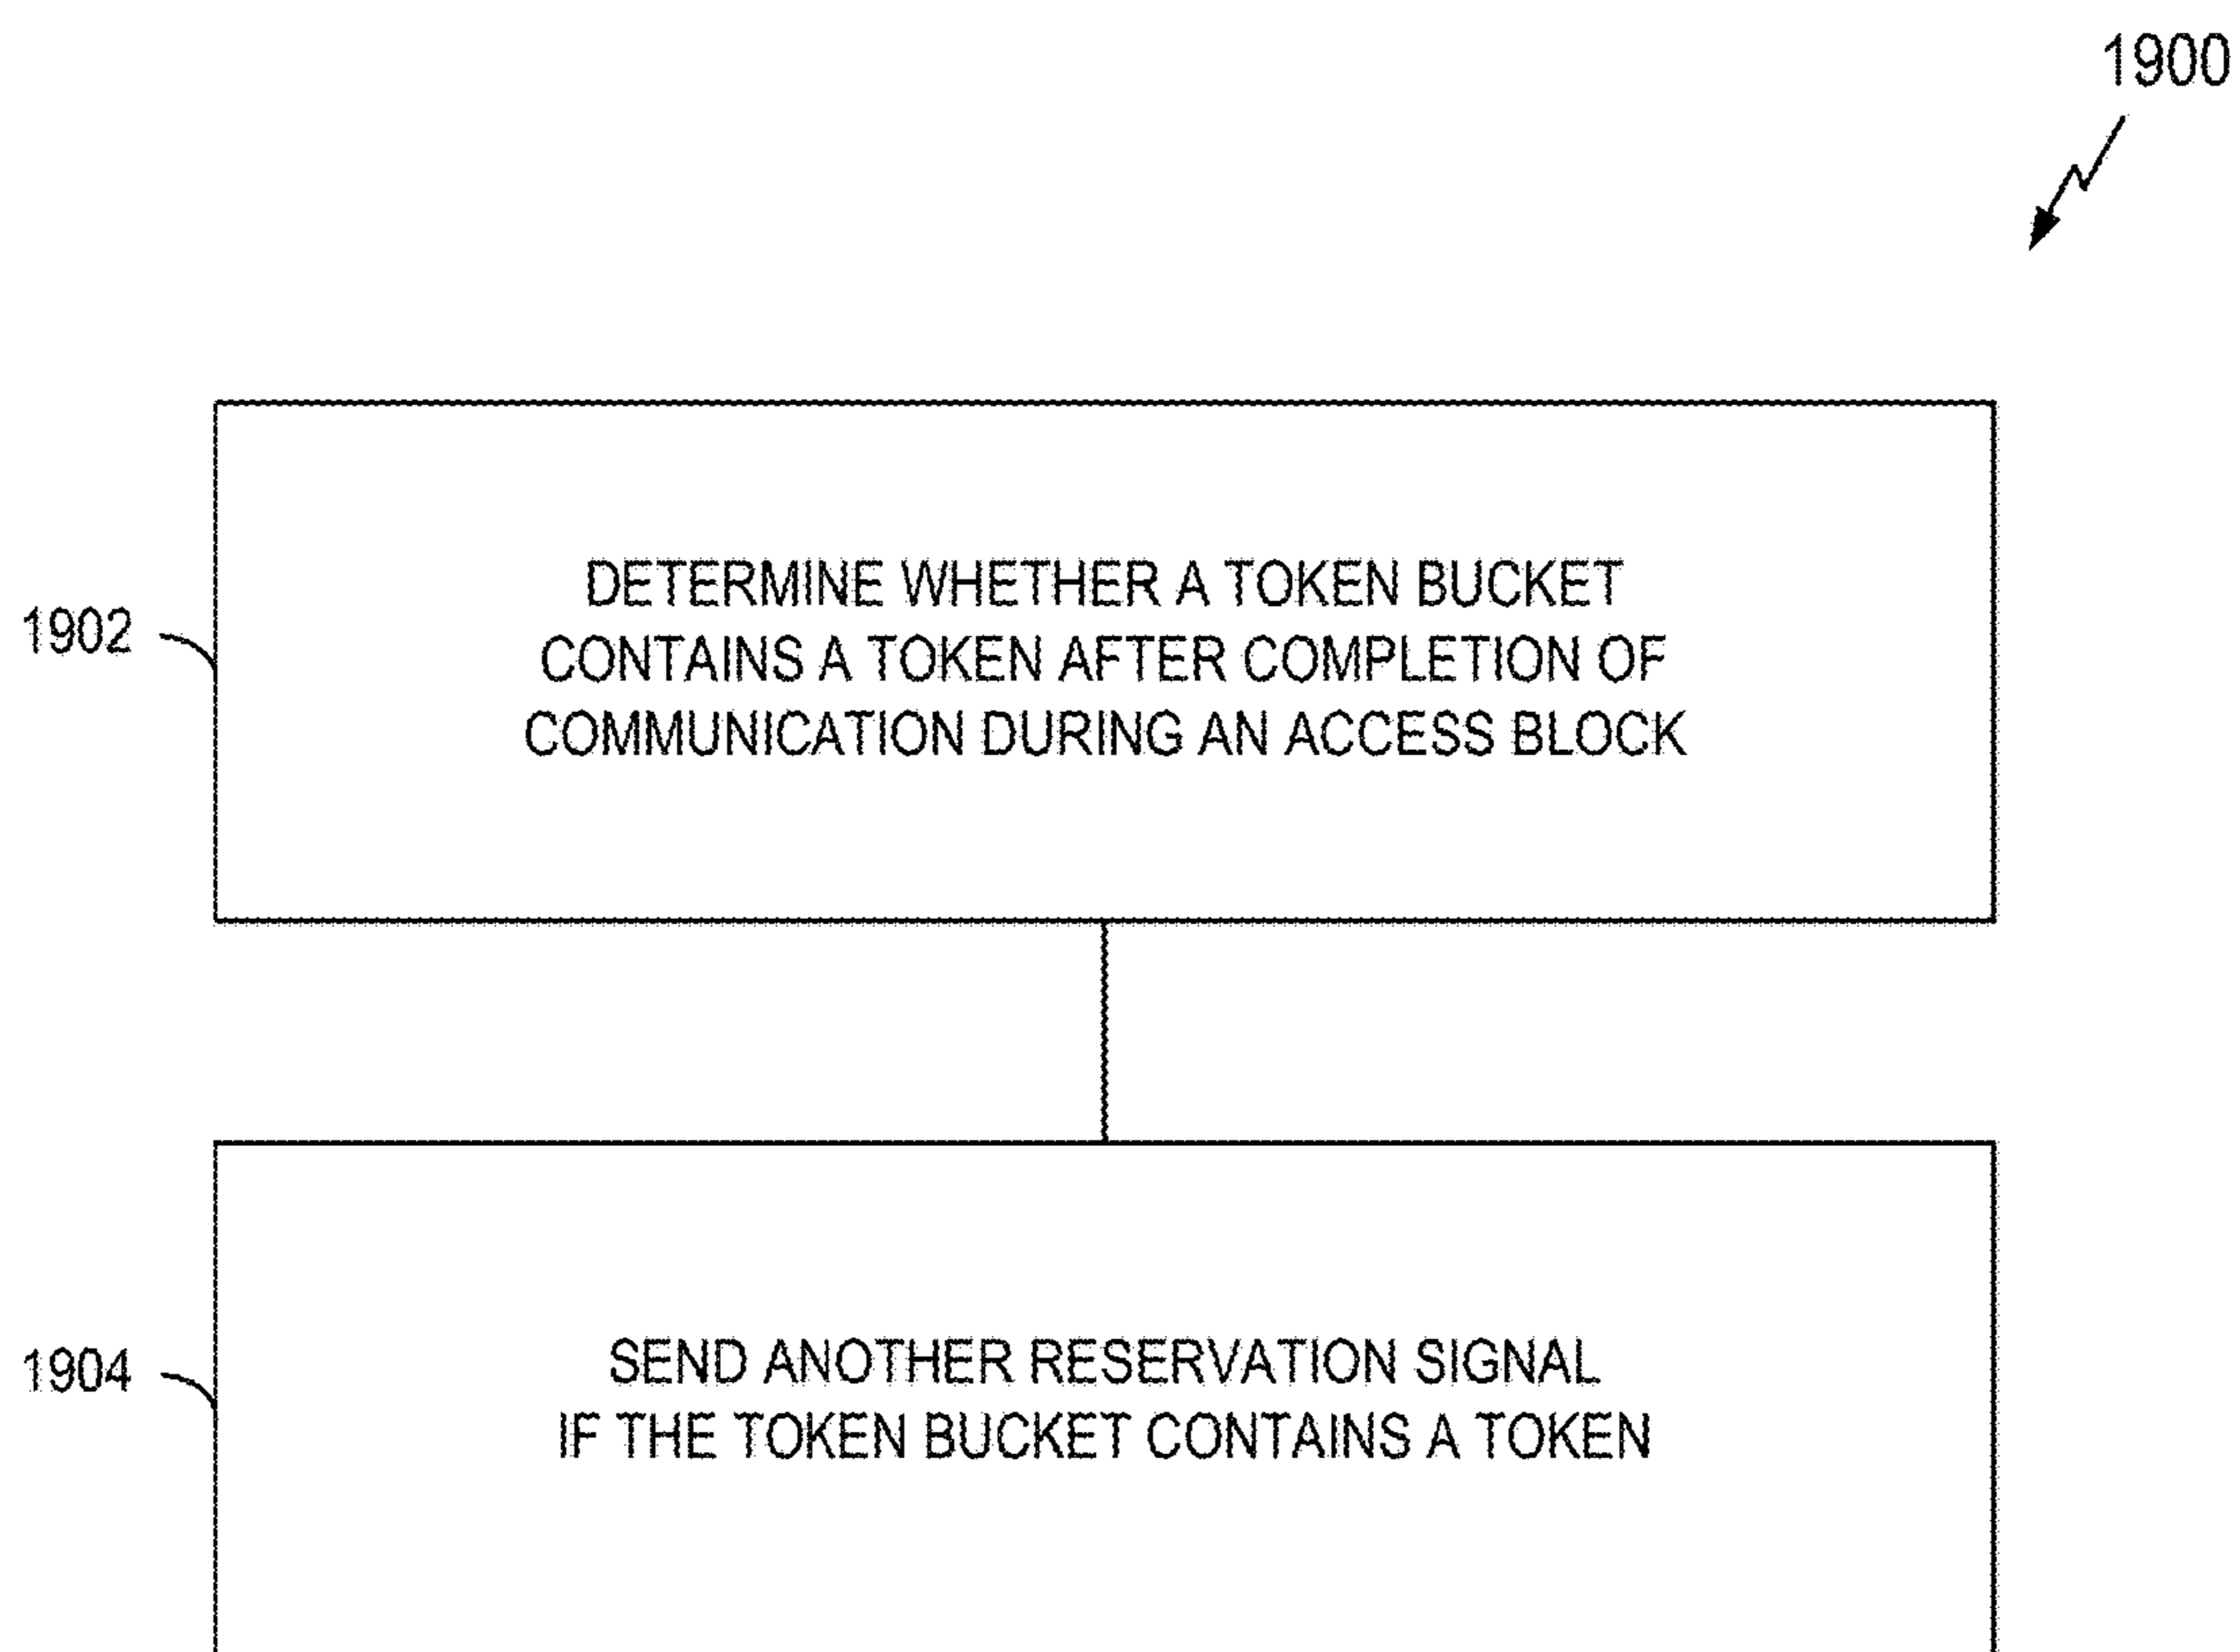 1900
1902
DETERMINE WHETHER A TOKEN BUCKET
CONTAINS A TOKEN AFTER COMPLETION OF
COMMUNICATION DURING AN ACCESS BLOCK
1904
SEND ANOTHER RESERVATION SIGNAL
IF THE TOKEN BUCKET CONTAINS A TOKEN